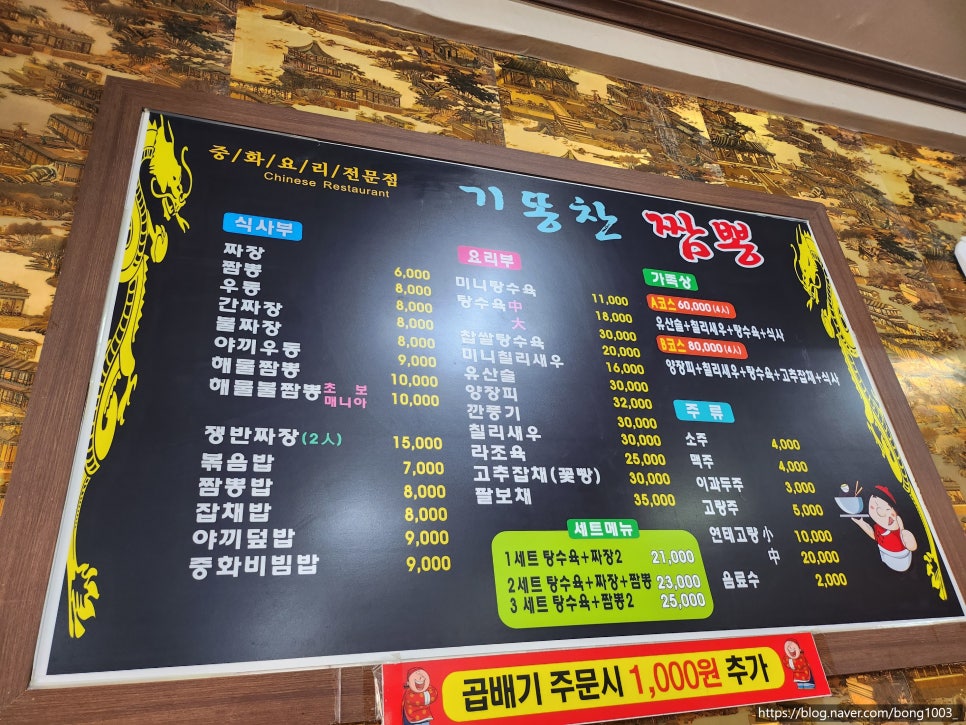 중/화/요/리/전문점
Chinese Restaurant
기똥찬 짬뽕
식사부
짜장 6,000
짬뽕 8,000
우동 8,000
간짜장 8,000
불짜장 8,000
야끼우동 9,000
해물짬뽕 10,000
해물불짬뽕 초보 매니아 10,000
쟁반짜장(2人) 15,000
볶음밥 7,000
짬뽕밥 8,000
잡채밥 8,000
야끼덮밥 9,000
중화비빔밥 9,000
요리부
미니탕수육 11,000
탕수육 中 18,000
大 30,000
찹쌀탕수육 20,000
미니칠리새우 16,000
유산슬 30,000
양장피 32,000
깐풍기 30,000
칠리새우 30,000
라조육 25,000
고추잡채(꽃빵) 30,000
팔보채 35,000
세트메뉴
1세트 탕수육+짜장2 21,000
2세트 탕수육+짜장+짬뽕 23,000
3 세트 탕수육+짬뽕2 25,000
가족상
A코스 60,000(4시)
유산슬+칠리새우+탕수육+식사
B코스 80,000(4시)
양장피+칠리새우+탕수육+고추잡채+식사
주 류
소주 4,000
맥주 4,000
이과두주 3,000
고량주 5,000
연태고량 小 10,000
中 20,000
음료수 2,000
곱배기 주문시 1,000원 추가
https://blog.naver.com/bong1003